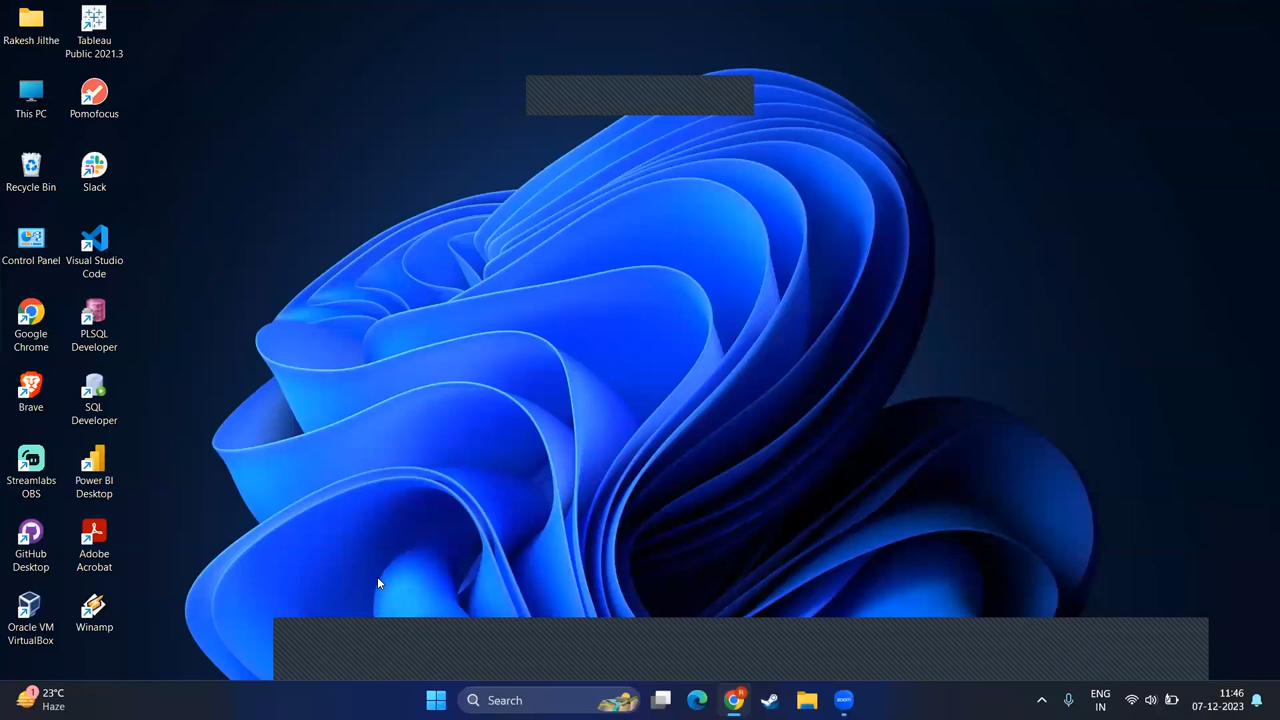 Rakesh Jilthe
Tableau
Public 2021.3
This PC
Pomofocus
Recycle Bin
Slack
Control Panel
Visual Studio
Code
Google
Chrome
PLSQL
Developer
Brave
SQL
Developer
Streamlabs
OBS
Power BI
Desktop
GitHub
Desktop
Adobe
Acrobat
Oracle VM
VirtualBox
Winamp
1
23°C
Haze
Search
R
zoom
ENG
IN
11:46
07-12-2023